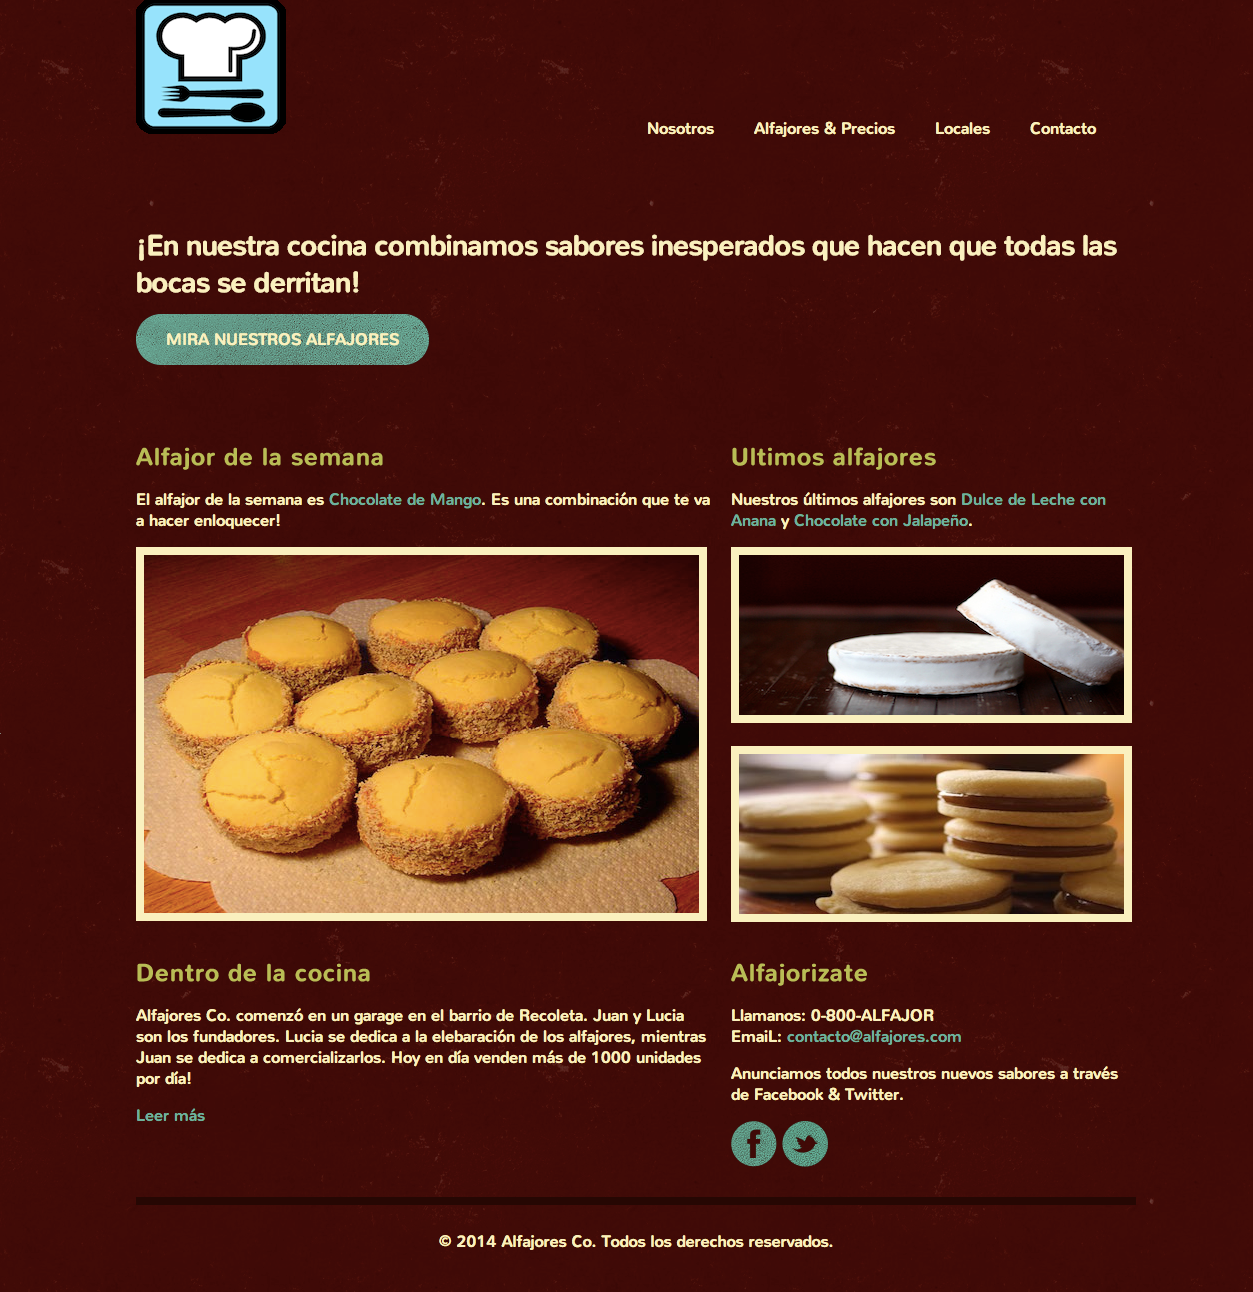 Nosotros Alfajores & Precios Locales Contacto
¡En nuestra cocina combinamos sabores inesperados que hacen que todas las
bocas se derritan!
MIRA NUESTROS ALFAJORES
Alfajor de la semana
El alfajor de la semana es Chocolate de Mango. Es una combinación que te va
a hacer enloquecer!
Ultimos alfajores
Nuestros últimos alfajores son Dulce de Leche con
Anana y Chocolate con Jalapeño.
Dentro de la cocina
Alfajores Co. comenzó en un garage en el barrio de Recoleta. Juan y Lucia
son los fundadores. Lucia se dedica a la elebaración de los alfajores, mientras
Juan se dedica a comercializarlos. Hoy en día venden más de 1000 unidades
por día!
Leer más
Alfajorizate
Llamanos: 0-800-ALFAJOR
EmaiL: contacto@alfajores.com
Anunciamos todos nuestros nuevos sabores a través
de Facebook & Twitter.
© 2014 Alfajores Co. Todos los derechos reservados.